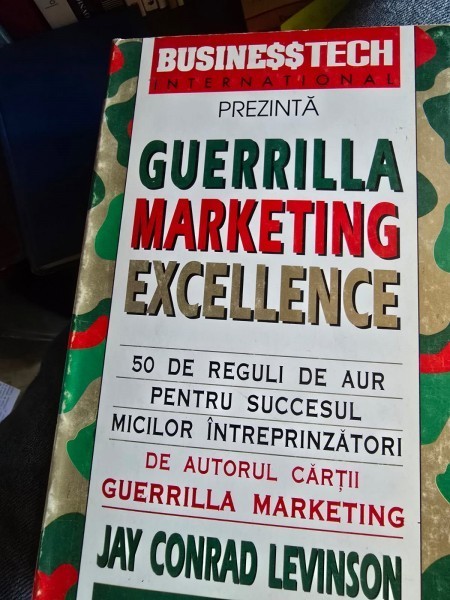 BUSINE$$TECH
INTERNATIONAL
PREZINTĂ
GUERRILLA
MARKETING
EXCELLENCE
50 DE REGULI DE AUR
PENTRU SUCCESUL
MICILOR ÎNTREPRINZĂTORI
DE AUTORUL CĂRȚII
GUERRILLA MARKETING
JAY CONRAD LEVINSON